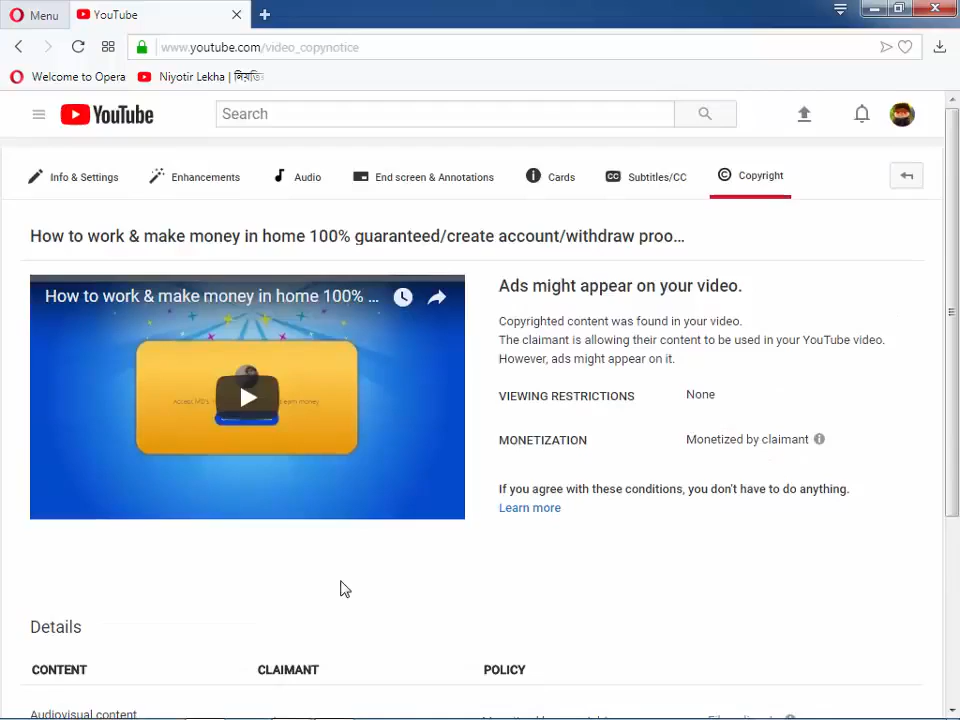 Menu
YouTube
www.youtube.com/video_copynotice
Welcome to Opera
Niyotir Lekha |
YouTube
Search
Info & Settings
Enhancements
Audio
End screen & Annotations
Cards
CC Subtitles/CC
Copyright
How to work & make money in home 100% guaranteed/create account/withdraw proo...
How to work & make money in home 100% ...
Ads might appear on your video.
Copyrighted content was found in your video.
The claimant is allowing their content to be used in your YouTube video.
However, ads might appear on it.
VIEWING RESTRICTIONS
None
MONETIZATION
Monetized by claimant
If you agree with these conditions, you don't have to do anything.
Learn more
Details
CONTENT
CLAIMANT
POLICY
Audiovisual content